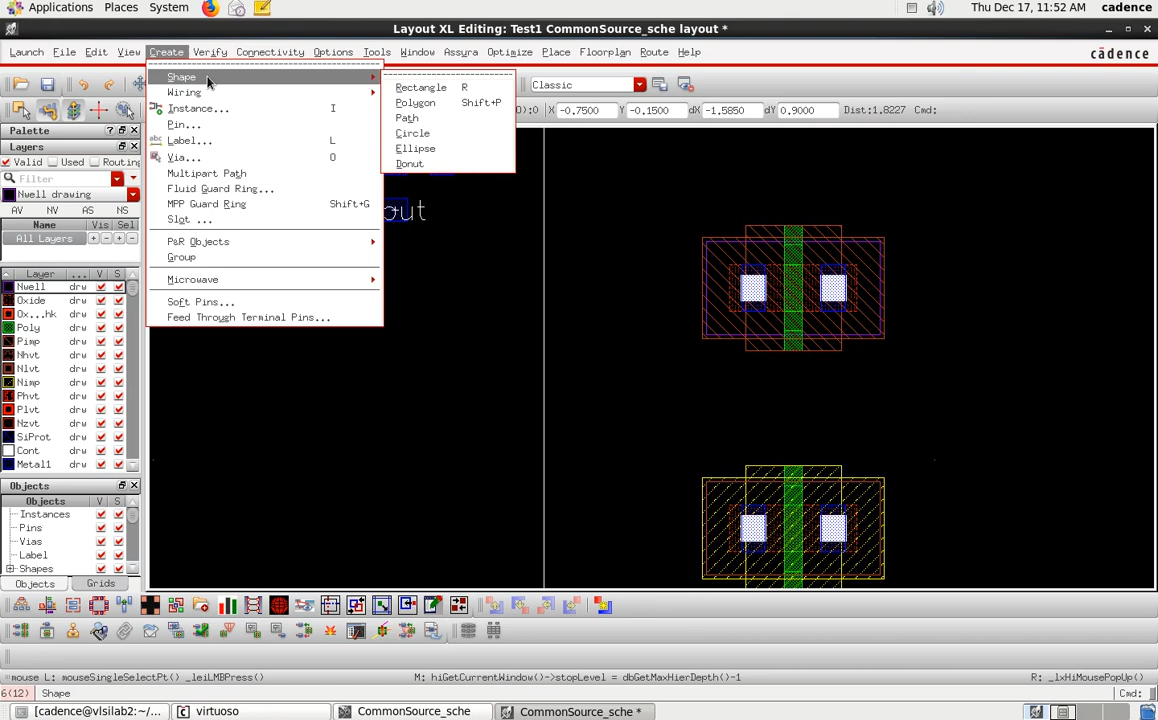 Applications Places System Thu Dec 17, 11:52 AM cadence
Layout XL Editing: Test1 CommonSource_sche layout *
Launch File Edit View Create Verify Connectivity Options Tools Window Assura Optimize Place Floorplan Route Help cādence
Classic
D):0 X -0.7500 Y -0.1500 dX -1.5850 dY 0.9000 Dist:1.8227 Cmd:
Shape
Wiring
Instance... I
Pin...
Label... L
Via... O
Multipart Path
Fluid Guard Ring...
MPP Guard Ring Shift+G
Slot ...
P&R Objects
Group
Microwave
Soft Pins...
Feed Through Terminal Pins...
Rectangle R
Polygon Shift+P
Path
Circle
Ellipse
Donut
Palette
Layers
Valid Used Routing
Filter
Nwell drawing
AV NV AS NS
Name Vis Sel
All Layers
Layer ... V S
Nwell drw
Oxide drw
Ox...hk drw
Poly drw
Pimp drw
Nhvt drw
Nlvt drw
Nimp drw
Phvt drw
Plvt drw
Nzvt drw
SiProt drw
Cont drw
Metal1 drw
Objects
Objects V S
Instances
Pins
Vias
Label
Shapes
Objects Grids
out
mouse L: mouseSingleSelectPt() _leiLMBPress() M: hiGetCurrentWindow()->stopLevel = dbGetMaxHierDepth()-1 R: _lxHiMousePopUp()
6(12) Shape Cmd:
[cadence@vlsilab2:~/... virtuoso CommonSource_sche CommonSource_sche *